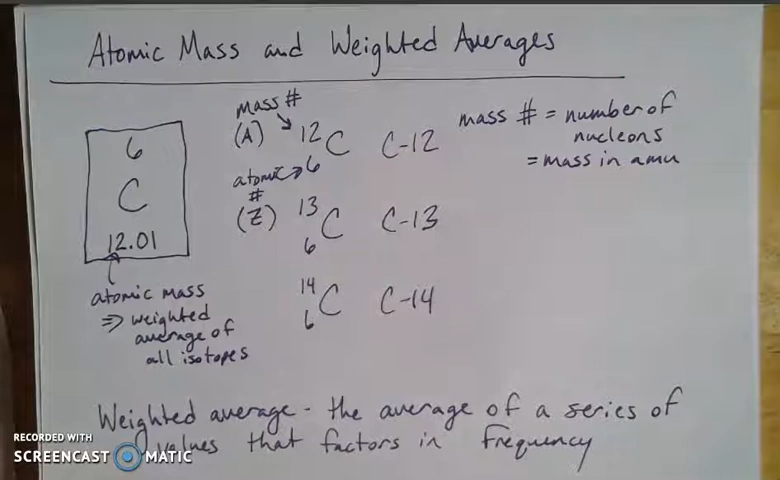 Atomic Mass and Weighted Averages
6
C
12.01
atomic mass
⇒ weighted
average of
all isotopes
mass #
(A)
12
6
C
C-12
atomic
#
(Z)
13
6
C
C-13
14
6
C
C-14
mass # = number of
nucleons
= mass in amu
Weighted average - the average of a series of
values that factors in frequency
RECORDED WITH
SCREENCAST MATIC